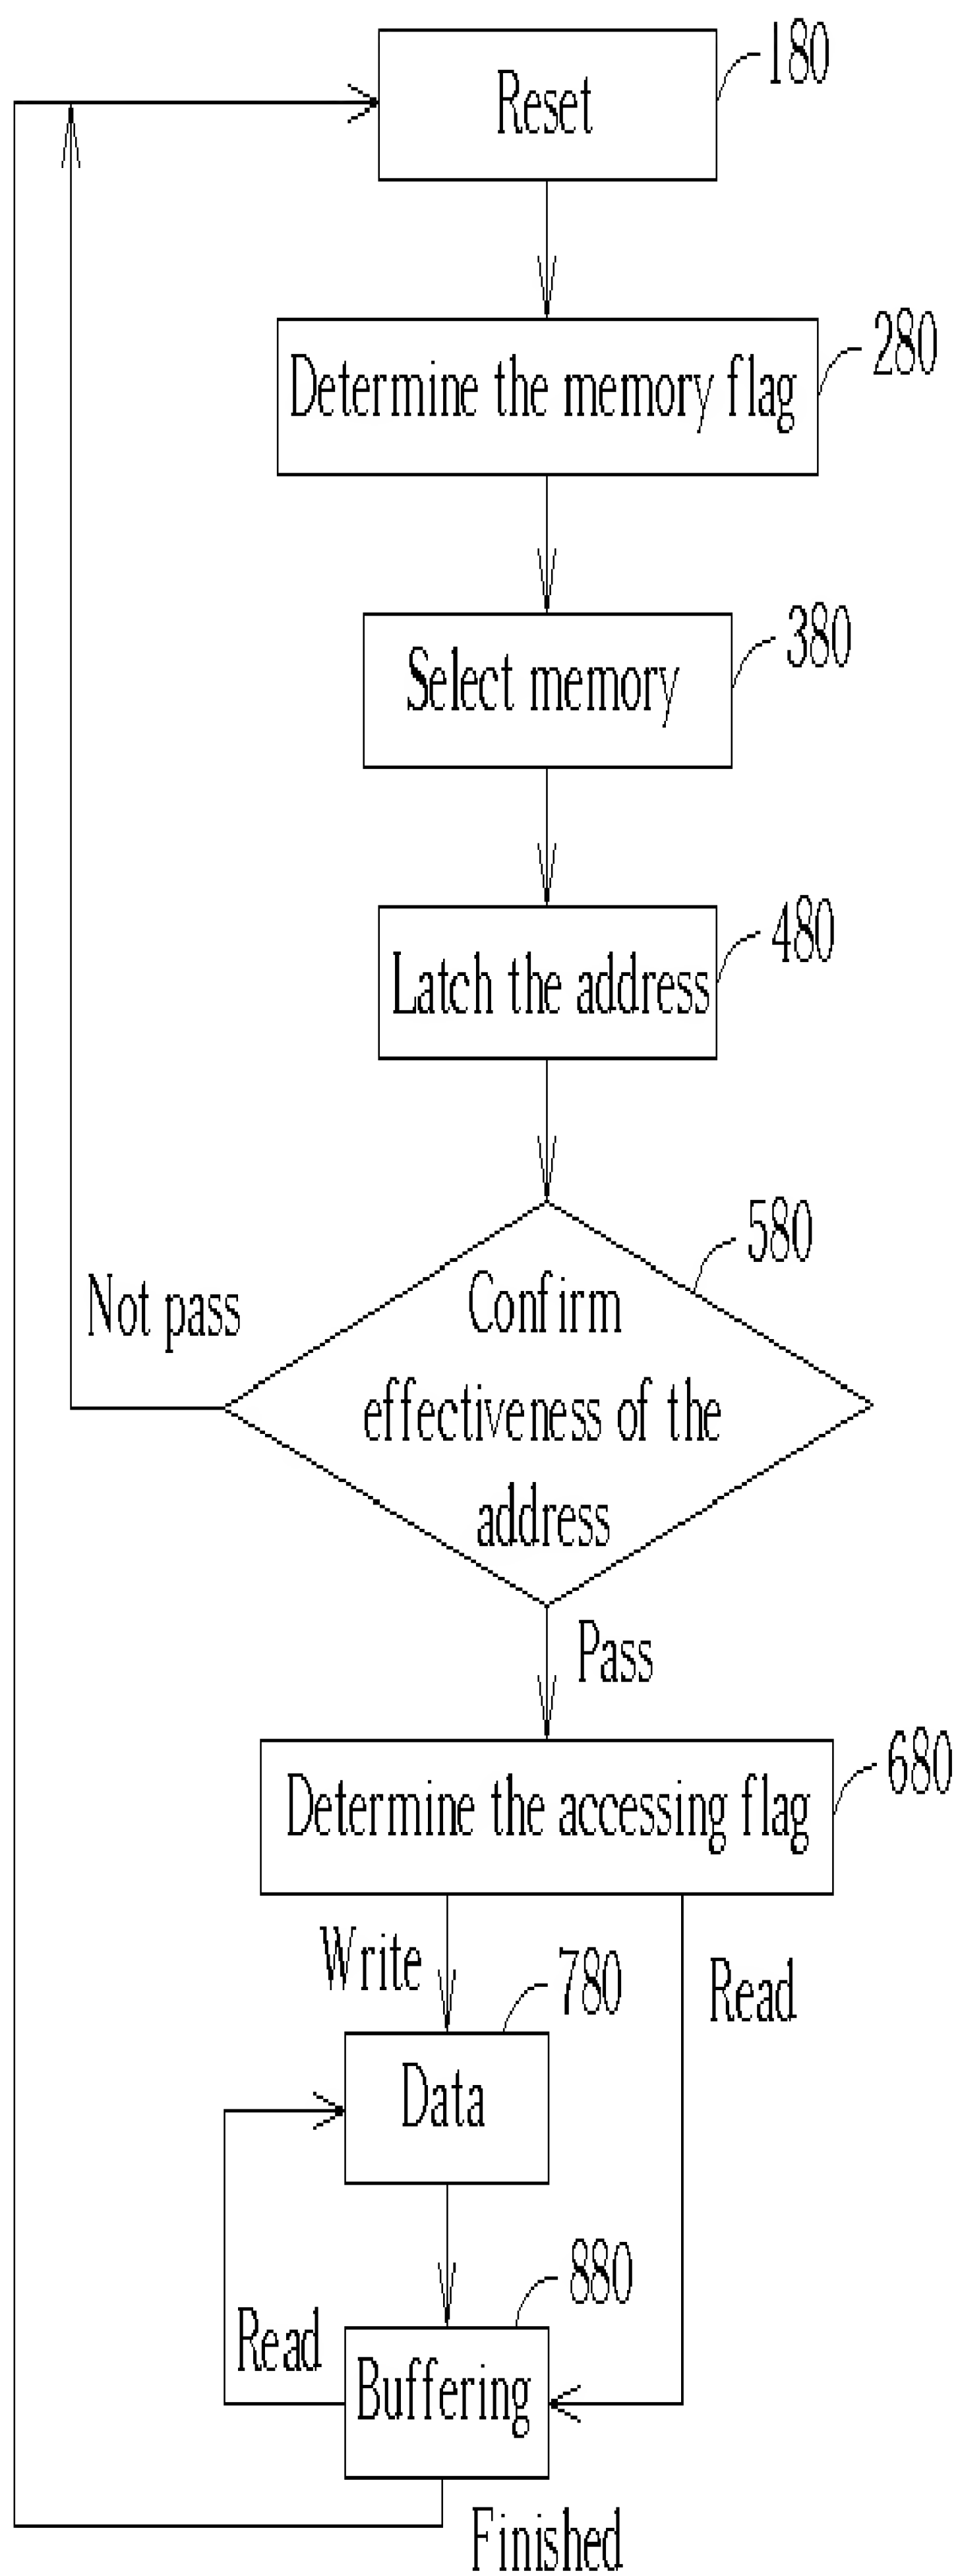 180
Reset
280
Determine the memory flag
380
Select memory
480
Latch the address
580
Not pass
Confirm
effectiveness of the
address
Pass
680
Determine the accessing flag
Write
780
Read
Data
880
Read
Buffering
Finished